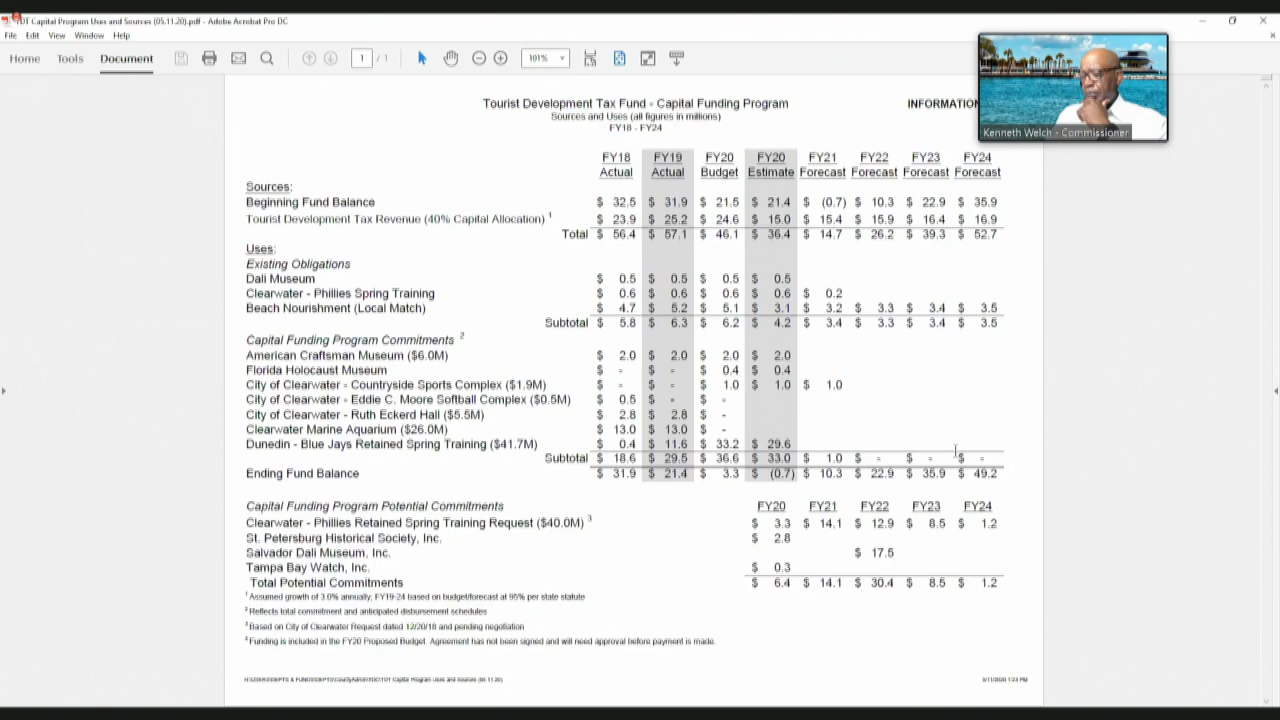 TDT Capital Program Uses and Sources (05.11.20).pdf - Adobe Acrobat Pro DC
File Edit View Window Help
Home Tools Document 1 / 1 101%
Tourist Development Tax Fund - Capital Funding Program INFORMATION
Sources and Uses (all figures in millions)
FY18 - FY24
Kenneth Welch - Commissioner
FY18 FY19 FY20 FY20 FY21 FY22 FY23 FY24
Actual Actual Budget Estimate Forecast Forecast Forecast Forecast
Sources:
Beginning Fund Balance $ 32.5 $ 31.9 $ 21.5 $ 21.4 $ (0.7) $ 10.3 $ 22.9 $ 35.9
Tourist Development Tax Revenue (40% Capital Allocation) 1 $ 23.9 $ 25.2 $ 24.6 $ 15.0 $ 15.4 $ 15.9 $ 16.4 $ 16.9
Total $ 56.4 $ 57.1 $ 46.1 $ 36.4 $ 14.7 $ 26.2 $ 39.3 $ 52.7
Uses:
Existing Obligations
Dali Museum $ 0.5 $ 0.5 $ 0.5 $ 0.5
Clearwater - Phillies Spring Training $ 0.6 $ 0.6 $ 0.6 $ 0.6 $ 0.2
Beach Nourishment (Local Match) $ 4.7 $ 5.2 $ 5.1 $ 3.1 $ 3.2 $ 3.3 $ 3.4 $ 3.5
Subtotal $ 5.8 $ 6.3 $ 6.2 $ 4.2 $ 3.4 $ 3.3 $ 3.4 $ 3.5
Capital Funding Program Commitments 2
American Craftsman Museum ($6.0M) $ 2.0 $ 2.0 $ 2.0 $ 2.0
Florida Holocaust Museum $ - $ - $ 0.4 $ 0.4
City of Clearwater - Countryside Sports Complex ($1.9M) $ - $ - $ 1.0 $ 1.0 $ 1.0
City of Clearwater - Eddie C. Moore Softball Complex ($0.5M) $ 0.5 $ - $ -
City of Clearwater - Ruth Eckerd Hall ($5.5M) $ 2.8 $ 2.8 $ -
Clearwater Marine Aquarium ($26.0M) $ 13.0 $ 13.0 $ -
Dunedin - Blue Jays Retained Spring Training ($41.7M) $ 0.4 $ 11.6 $ 33.2 $ 29.6
Subtotal $ 18.6 $ 29.5 $ 36.6 $ 33.0 $ 1.0 $ - $ - $ -
Ending Fund Balance $ 31.9 $ 21.4 $ 3.3 $ (0.7) $ 10.3 $ 22.9 $ 35.9 $ 49.2
Capital Funding Program Potential Commitments FY20 FY21 FY22 FY23 FY24
Clearwater - Phillies Retained Spring Training Request ($40.0M) 3 $ 3.3 $ 14.1 $ 12.9 $ 8.5 $ 1.2
St. Petersburg Historical Society, Inc. $ 2.8
Salvador Dali Museum, Inc. $ 17.5
Tampa Bay Watch, Inc. $ 0.3
Total Potential Commitments $ 6.4 $ 14.1 $ 30.4 $ 8.5 $ 1.2
1 Assumed growth of 3.0% annually, FY19-24 based on budget/forecast at 95% per state statute
2 Reflects total commitment and anticipated disbursement schedules
3 Based on City of Clearwater Request dated 12/20/18 and pending negotiation
Funding is included in the FY20 Proposed Budget. Agreement has not been signed and will need approval before payment is made.
Capital Program Uses and Sources (05.11.20)
5/11/2020 1:33 PM